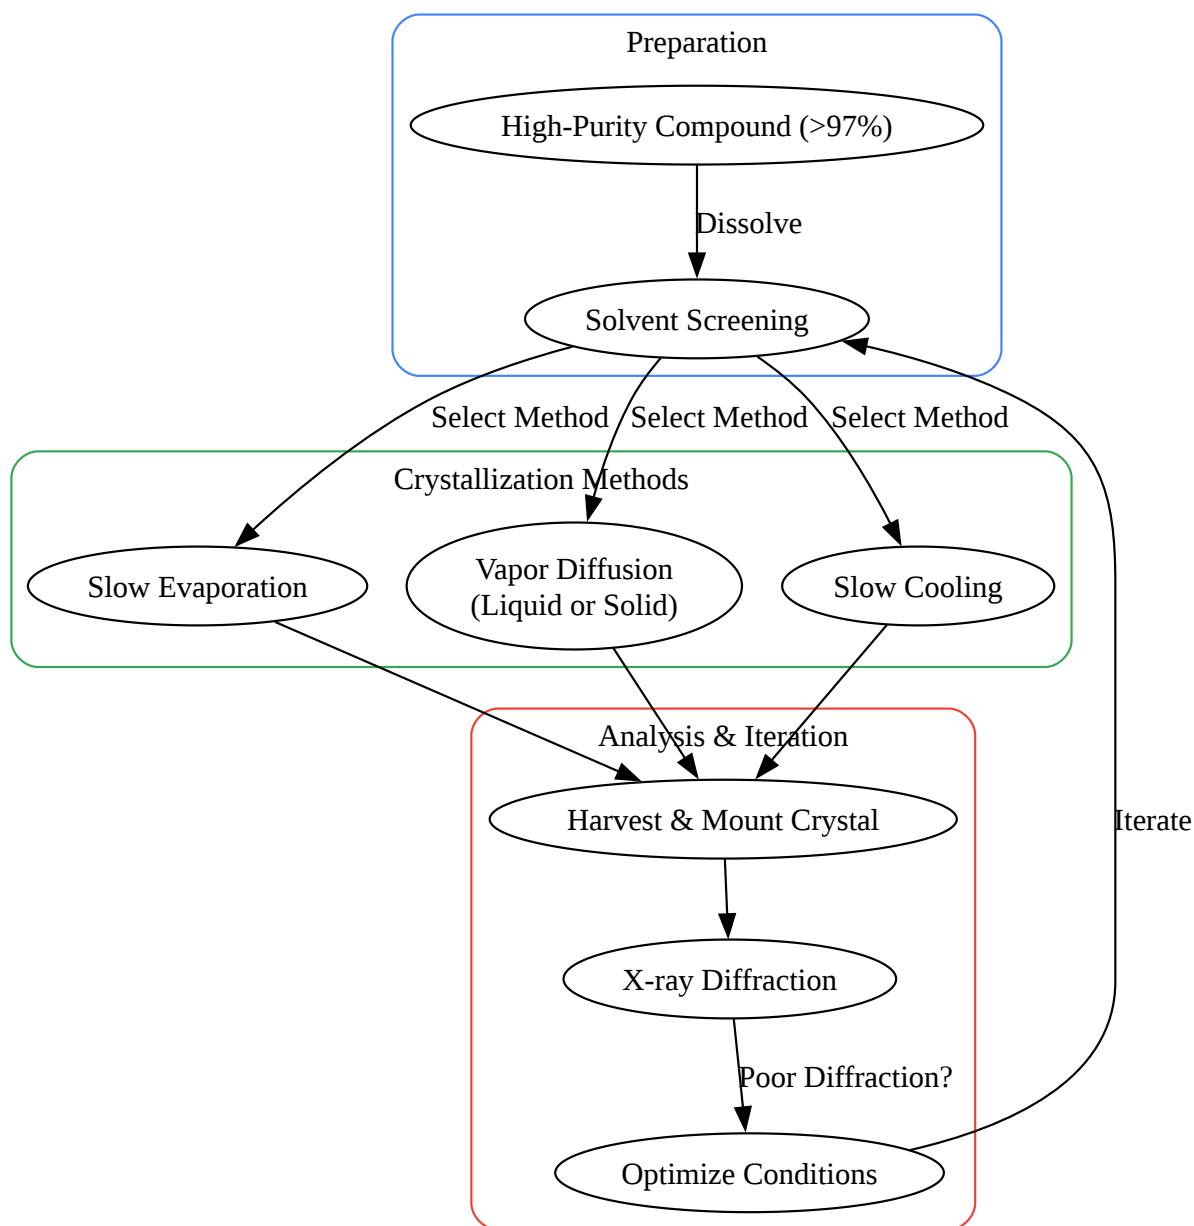 Preparation
High-Purity Compound (>97%)
Dissolve
Solvent Screening
Select Method
Select Method
Select Method
Crystallization Methods
Slow Evaporation
Vapor Diffusion
(Liquid or Solid)
Slow Cooling
Analysis & Iteration
Harvest & Mount Crystal
Iterate
X-ray Diffraction
Poor Diffraction?
Optimize Conditions